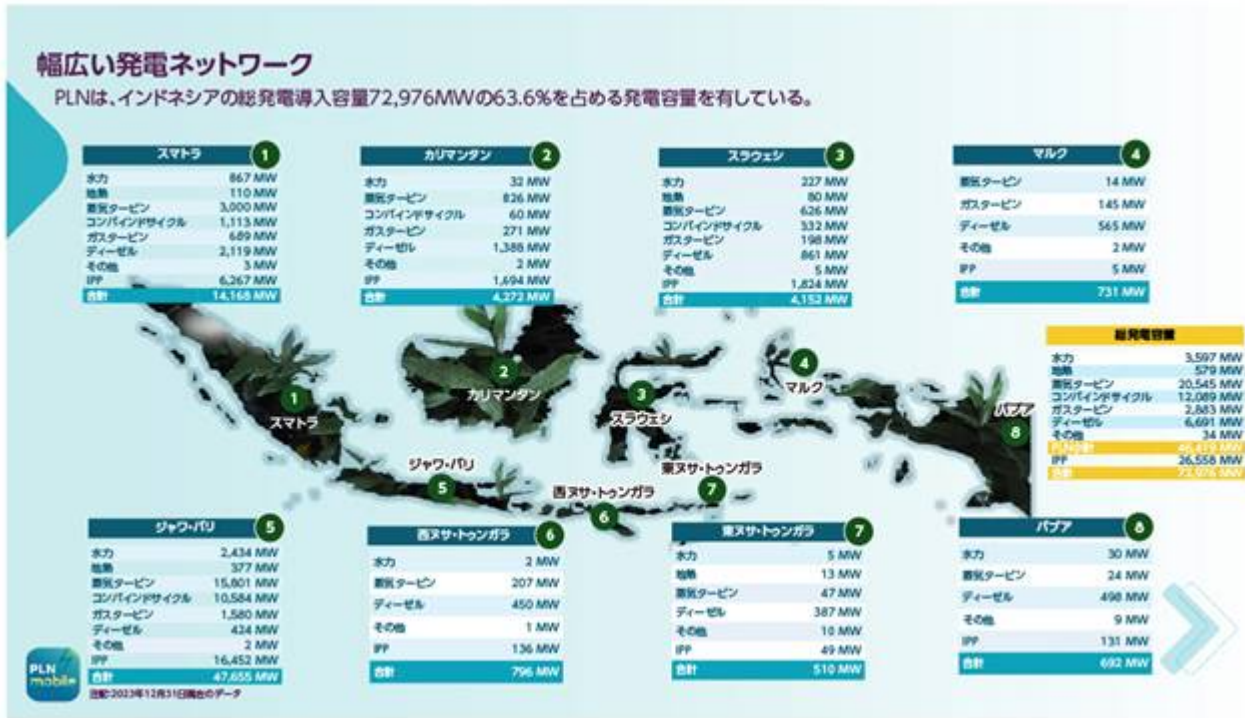 幅広い発電ネットワーク
PLNは、インドネシアの総発電導入容量72,976MWの63.6%を占める発電容量を有している。
スマトラ 1
水力 867 MW
地熱 110 MW
蒸気タービン 3,000 MW
コンバインドサイクル 1,113 MW
ガスタービン 689 MW
ディーゼル 2,119 MW
その他 3 MW
IPP 6,267 MW
合計 14,168 MW
カリマンタン 2
水力 32 MW
蒸気タービン 826 MW
コンバインドサイクル 60 MW
ガスタービン 271 MW
ディーゼル 1,388 MW
その他 2 MW
IPP 1,694 MW
合計 4,272 MW
スラウェシ 3
水力 227 MW
地熱 80 MW
蒸気タービン 626 MW
コンバインドサイクル 332 MW
ガスタービン 198 MW
ディーゼル 861 MW
その他 5 MW
IPP 1,824 MW
合計 4,152 MW
マルク 4
蒸気タービン 14 MW
ガスタービン 145 MW
ディーゼル 565 MW
その他 2 MW
IPP 5 MW
合計 731 MW
総発電容量
水力 3,597 MW
地熱 579 MW
蒸気タービン 20,545 MW
コンバインドサイクル 12,089 MW
ガスタービン 2,883 MW
ディーゼル 6,691 MW
その他 34 MW
IPP 26,558 MW
合計 72,976 MW
1
スマトラ
2
カリマンタン
3
スラウェシ
4
マルク
パプア
8
ジャワ・バリ
5
西ヌサ・トゥンガラ
6
東ヌサ・トゥンガラ
7
ジャワ・バリ 5
水力 2,434 MW
地熱 377 MW
蒸気タービン 15,801 MW
コンバインドサイクル 10,584 MW
ガスタービン 1,580 MW
ディーゼル 424 MW
その他 2 MW
IPP 16,452 MW
合計 47,655 MW
西ヌサ・トゥンガラ 6
水力 2 MW
蒸気タービン 207 MW
ディーゼル 450 MW
その他 1 MW
IPP 136 MW
合計 796 MW
東ヌサ・トゥンガラ 7
水力 5 MW
地熱 13 MW
蒸気タービン 47 MW
ディーゼル 387 MW
その他 10 MW
IPP 49 MW
合計 510 MW
パプア 8
水力 30 MW
蒸気タービン 24 MW
ディーゼル 498 MW
その他 9 MW
IPP 131 MW
合計 692 MW
PLN
mobile
注記:2023年12月31日現在のデータ